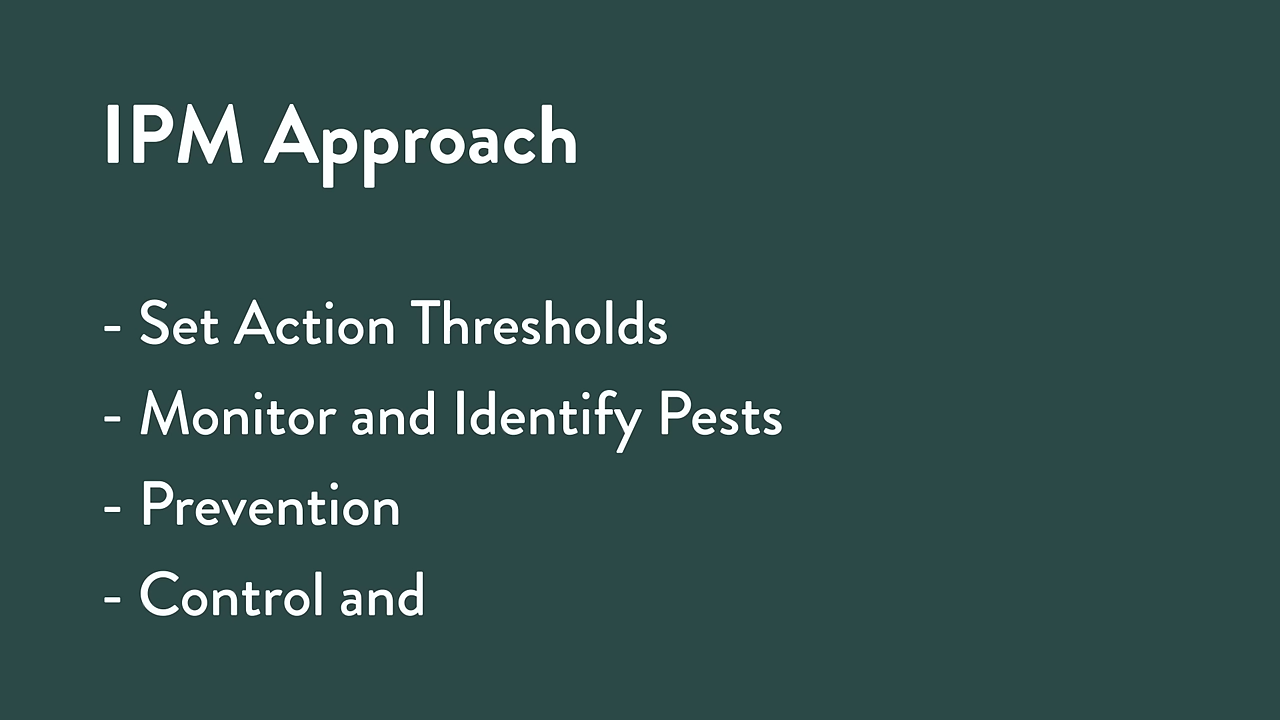 IPM Approach
- Set Action Thresholds
- Monitor and Identify Pests
- Prevention
- Control and